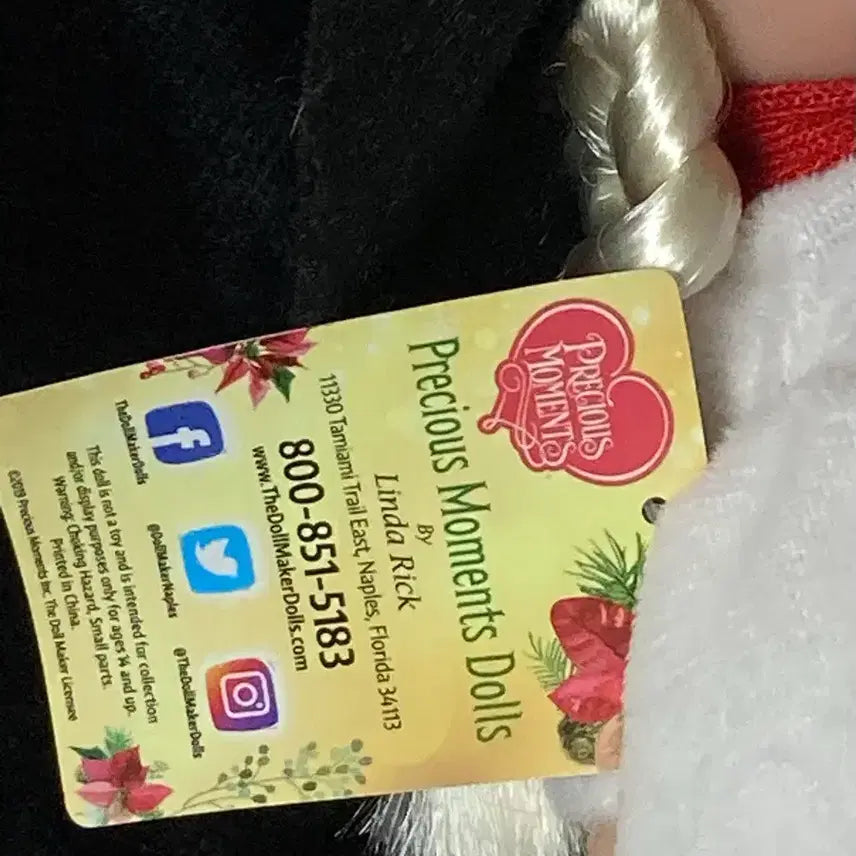 PRECIOUS
MOMENTS
Precious Moments Dolls
By
Linda Rick
11330 Tamiami Trail East, Naples, Florida 34113
800-851-5183
www.TheDollMakerDolls.com
TheDollMakerDolls
@DollMakerNaples
@TheDollMakerDolls
This doll is not a toy and is intended for collection
and/or display purposes only for ages 14 and up.
Warning: Choking Hazard, Small parts.
Printed in China.
©2019 Precious Moments Inc. The Doll Maker Licensee